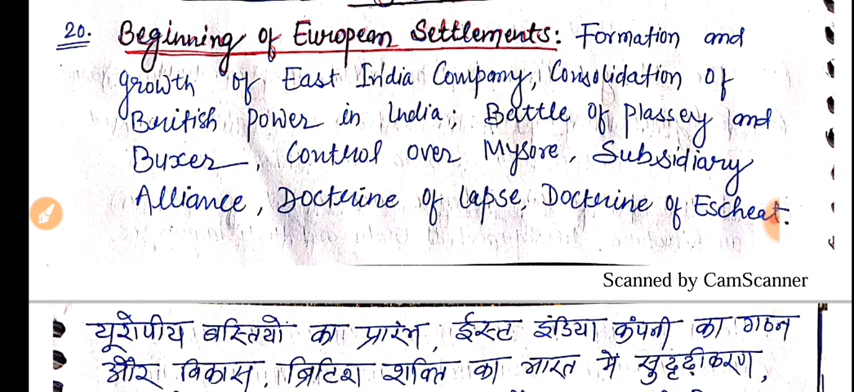 20. Beginning of European Settlements: Formation and
growth of East India Company, Consolidation of
British power in India; Battle of Plassey and
Buxer, Control over Mysore, Subsidiary
Alliance, Doctrine of Lapse, Doctrine of Escheat.
Scanned by CamScanner
यूरोपीय बस्तियों का प्रारंभ, ईस्ट इंडिया कंपनी का गठन
और विकास, ब्रिटिश शक्ति का भारत में सुदृढ़ीकरण,